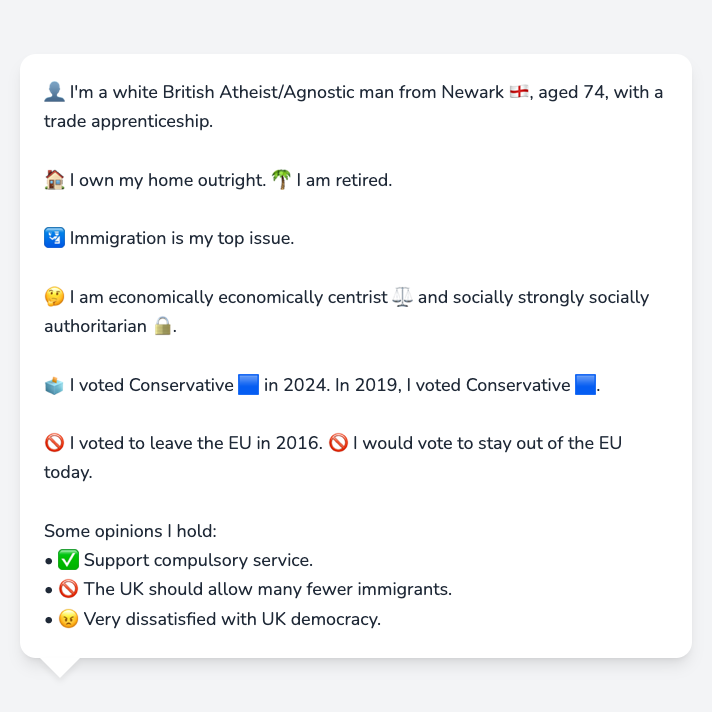 👤 I'm a white British Atheist/Agnostic man from Newark 🏴󠁧󠁢󠁥󠁮󠁧󠁿, aged 74, with a
trade apprenticeship.
🏠 I own my home outright. 🌴 I am retired.
🛂 Immigration is my top issue.
🤔 I am economically economically centrist ⚖️ and socially strongly socially
authoritarian 🔒.
🗳️ I voted Conservative 🟦 in 2024. In 2019, I voted Conservative 🟦.
🚫 I voted to leave the EU in 2016. 🚫 I would vote to stay out of the EU
today.
Some opinions I hold:
• ✅ Support compulsory service.
• 🚫 The UK should allow many fewer immigrants.
• 😠 Very dissatisfied with UK democracy.